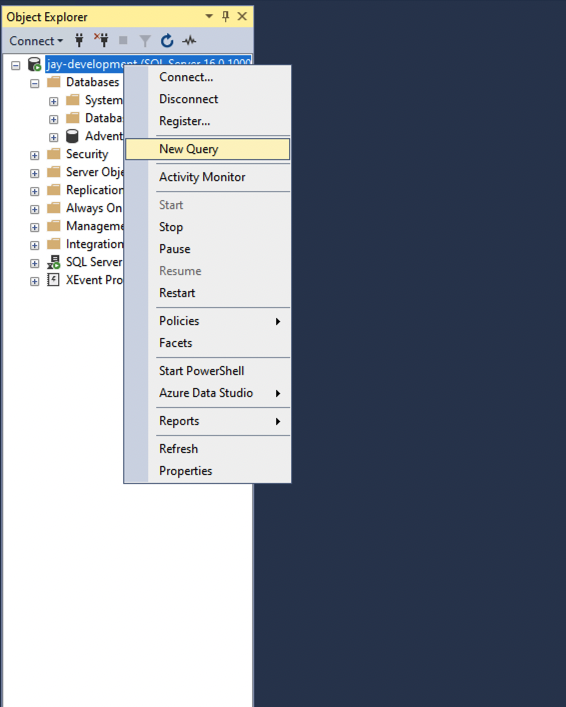 Object Explorer
Connect
jay-development (SQL Server 16.0.1000
Databases
System
Databa
Advent
Security
Server Obje
Replication
Always On
Manageme
Integration
SQL Server
XEvent Pro
Connect...
Disconnect
Register...
New Query
Activity Monitor
Start
Stop
Pause
Resume
Restart
Policies
Facets
Start PowerShell
Azure Data Studio
Reports
Refresh
Properties